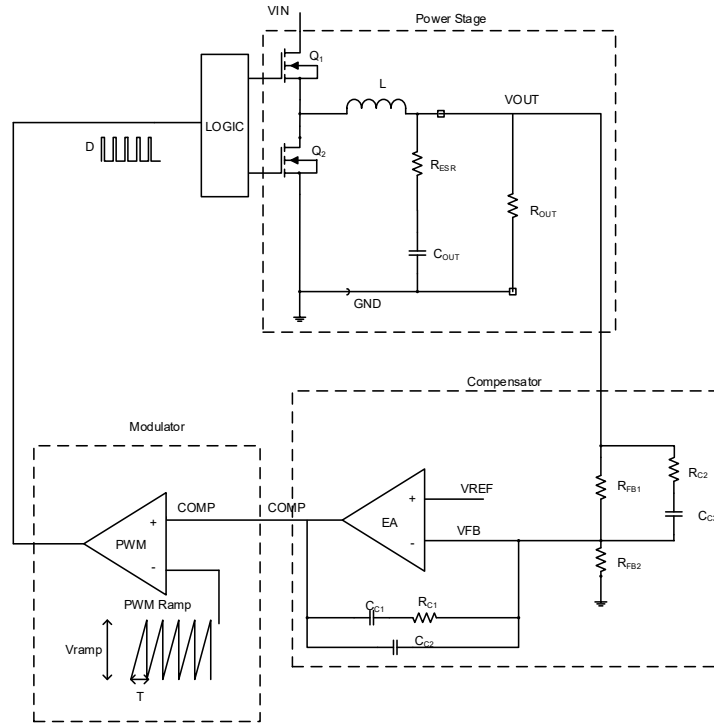 VIN
Power Stage
Q1
L
VOUT
LOGIC
D
Q2
RESR
ROUT
COUT
GND
Compensator
Modulator
RC2
VREF
RFB1
COMP
COMP
+
+
EA
CC3
PWM
VFB
-
-
RFB2
PWM Ramp
CC1
RC1
CC2
Vramp
T